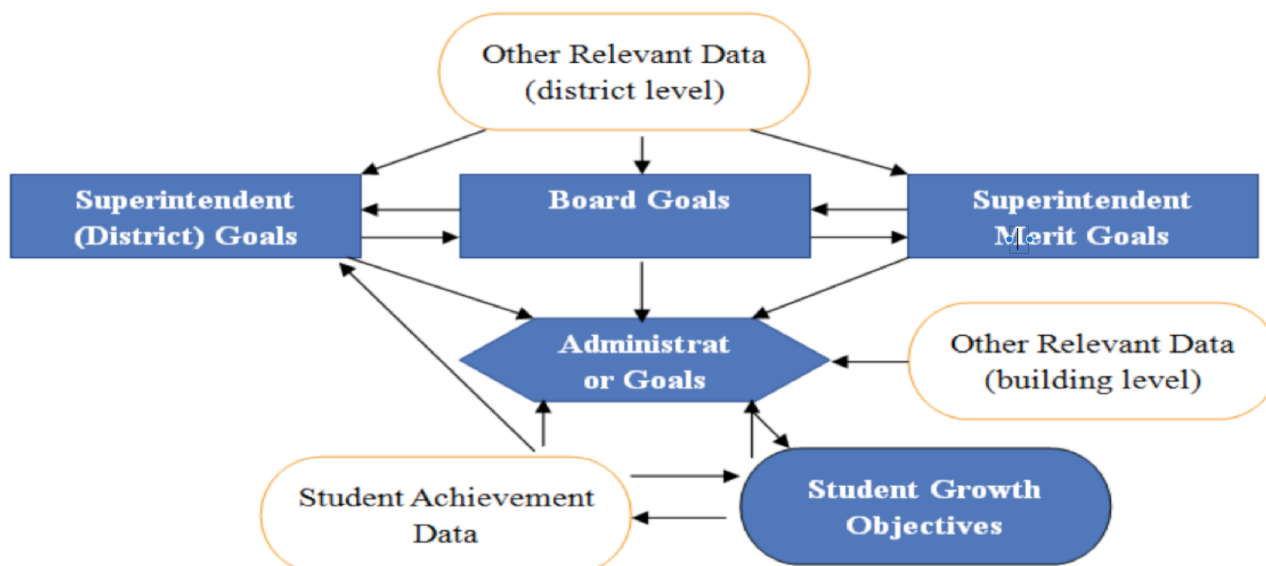 Other Relevant Data
(district level)
Superintendent
(District) Goals
Board Goals
Superintendent
Merit Goals
Administrat
or Goals
Other Relevant Data
(building level)
Student Achievement
Data
Student Growth
Objectives